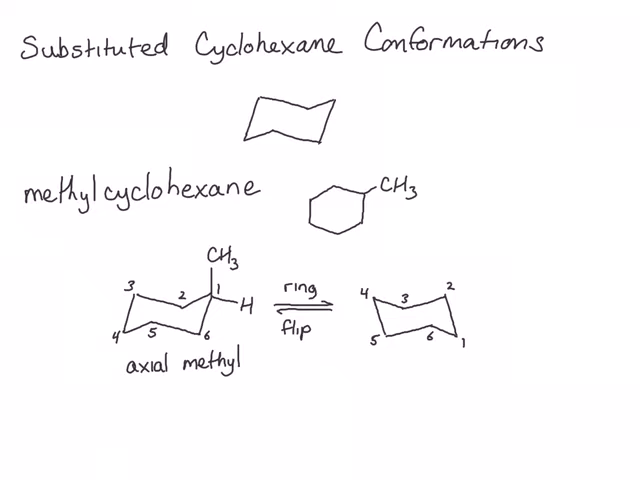 Substituted Cyclohexane Conformations
methylcyclohexane
CH3
CH3
3 2 1 H
4 5 6
axial methyl
ring
flip
4 3 2
5 6 1